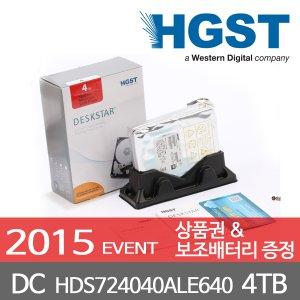 HGST
a Western Digital company
4TB
DESKSTAR
2015 EVENT 상품권 & 보조배터리 증정
DC HDS724040ALE640 4TB